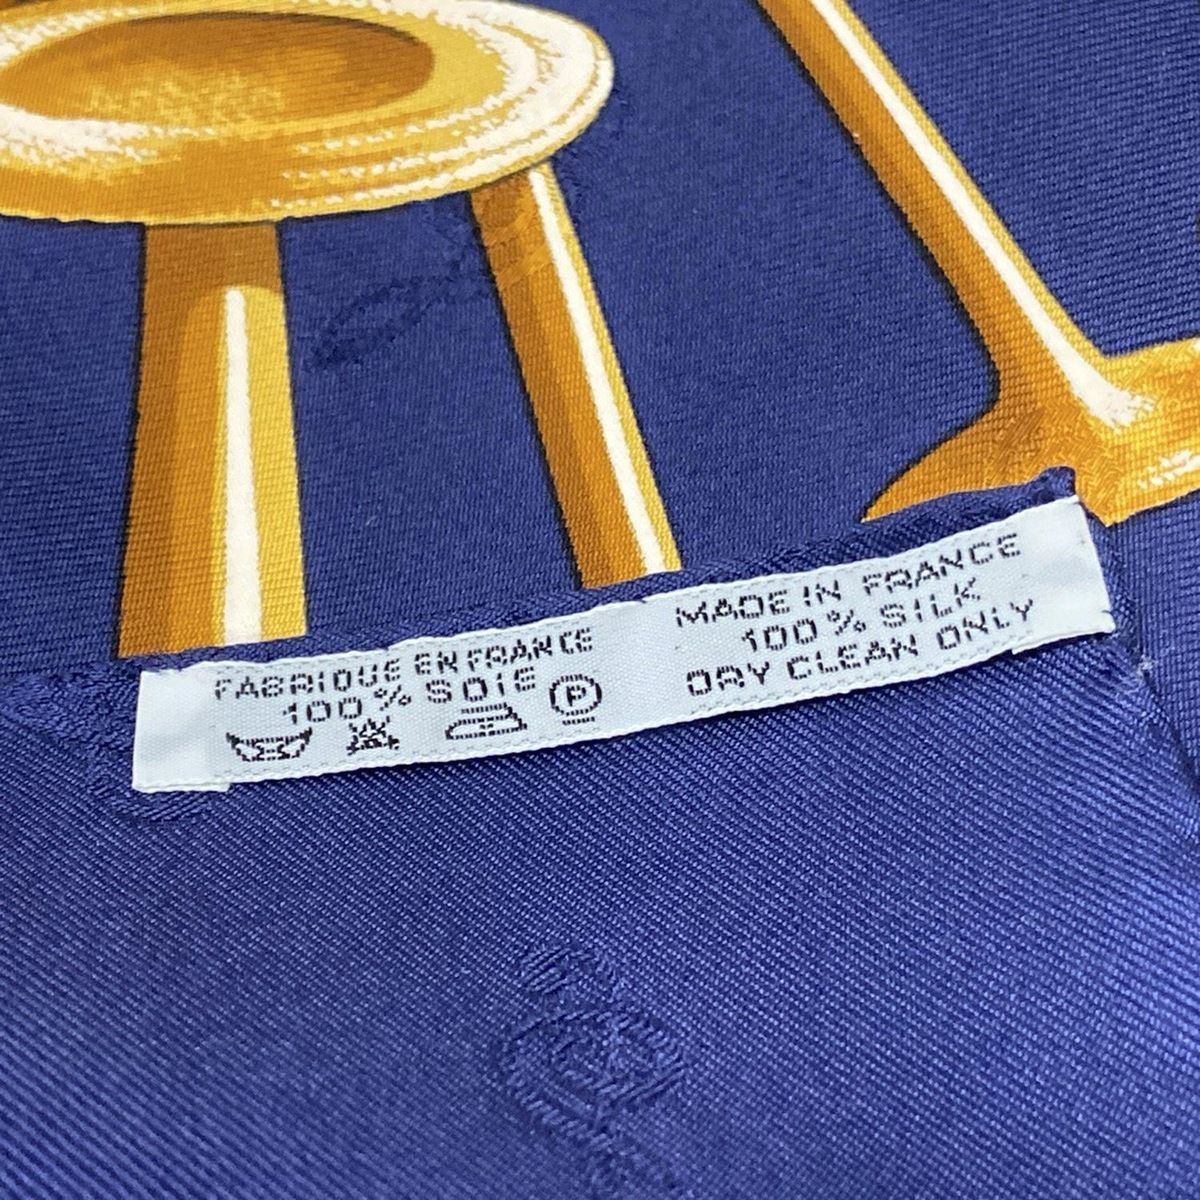 FABRIQUE EN FRANCE
100 % SOIE
P
MADE IN FRANCE
100 % SILK
DRY CLEAN ONLY